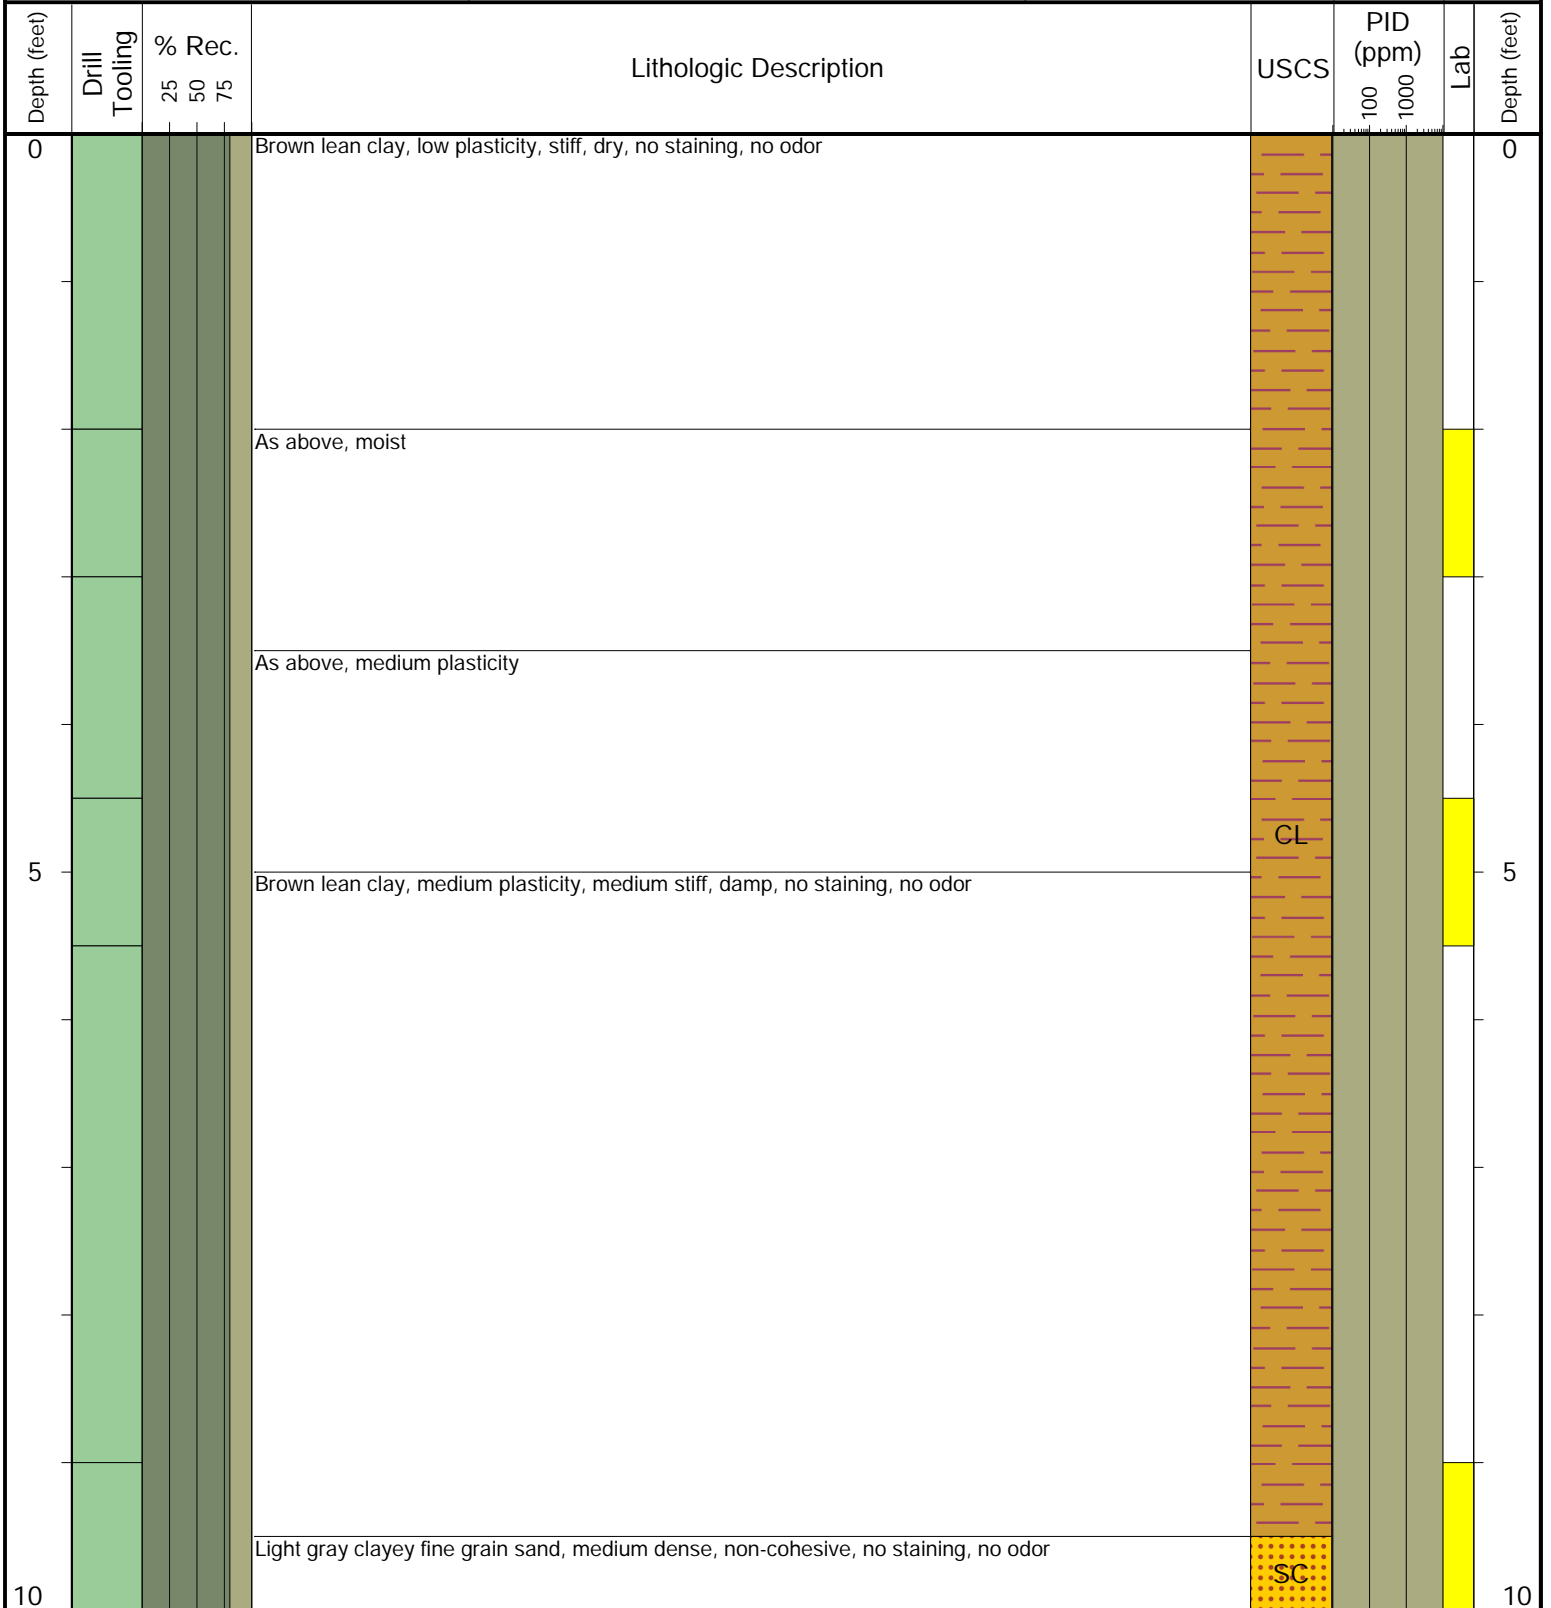 Depth (feet)
Drill
Tooling
% Rec.
25
50
75
Lithologic Description
USCS
PID
(ppm)
100
1000
Lab
Depth (feet)
0
Brown lean clay, low plasticity, stiff, dry, no staining, no odor
0
As above, moist
As above, medium plasticity
CL
5
Brown lean clay, medium plasticity, medium stiff, damp, no staining, no odor
5
Light gray clayey fine grain sand, medium dense, non-cohesive, no staining, no odor
SC
10
10